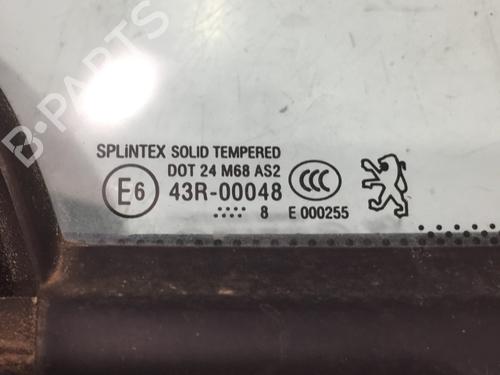 B-PARTS
SPLiNTEX SOLID TEMPERED
DOT 24 M68 AS2
E6 43R-00048 CCC
..... 8 E 000255